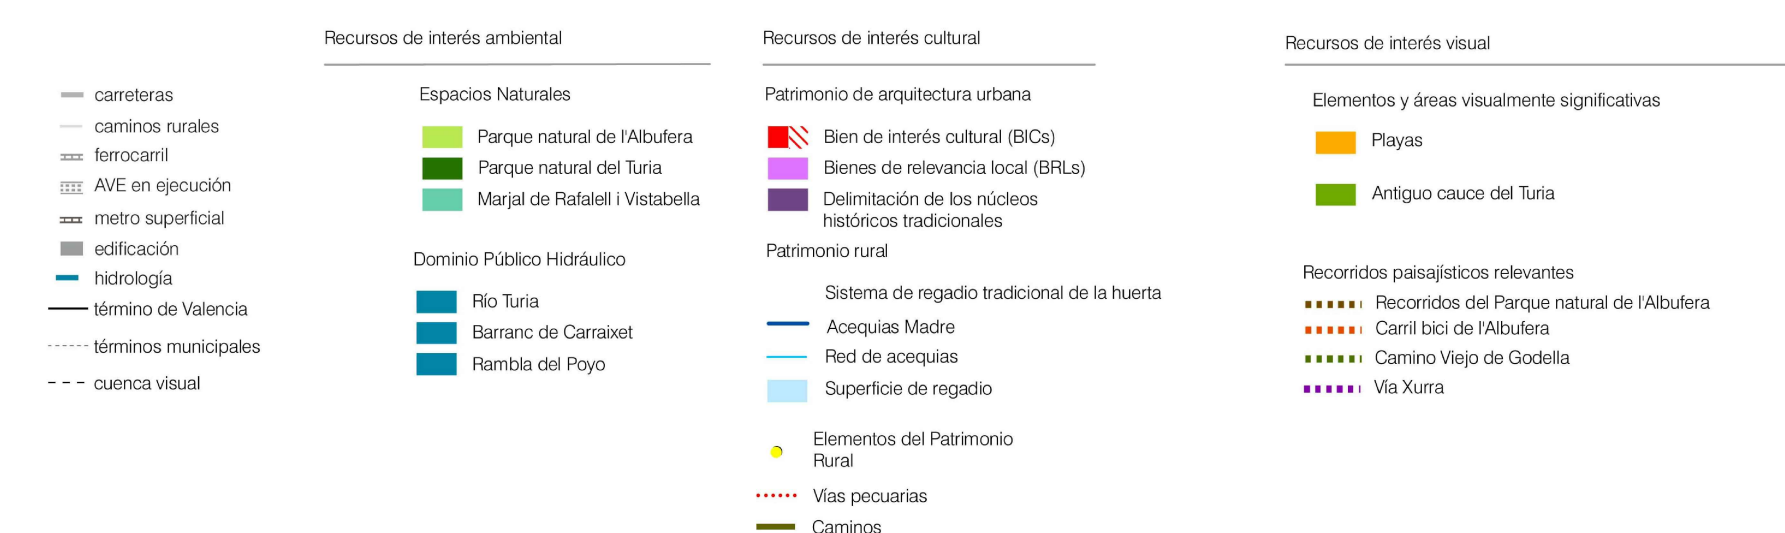 carreteras
caminos rurales
ferrocarril
AVE en ejecución
metro superficial
edificación
hidrología
término de Valencia
términos municipales
cuenca visual
Recursos de interés ambiental
Espacios Naturales
Parque natural de l'Albufera
Parque natural del Turia
Marjal de Rafalell i Vistabella
Dominio Público Hidráulico
Río Turia
Barranc de Carraixet
Rambla del Poyo
Recursos de interés cultural
Patrimonio de arquitectura urbana
Bien de interés cultural (BICs)
Bienes de relevancia local (BRLs)
Delimitación de los núcleos
históricos tradicionales
Patrimonio rural
Sistema de regadio tradicional de la huerta
Acequias Madre
Red de acequias
Superficie de regadio
Elementos del Patrimonio
Rural
Vías pecuarias
Caminos
Recursos de interés visual
Elementos y áreas visualmente significativas
Playas
Antiguo cauce del Turia
Recorridos paisajísticos relevantes
Recorridos del Parque natural de l'Albufera
Carril bici de l'Albufera
Camino Viejo de Godella
Vía Xurra